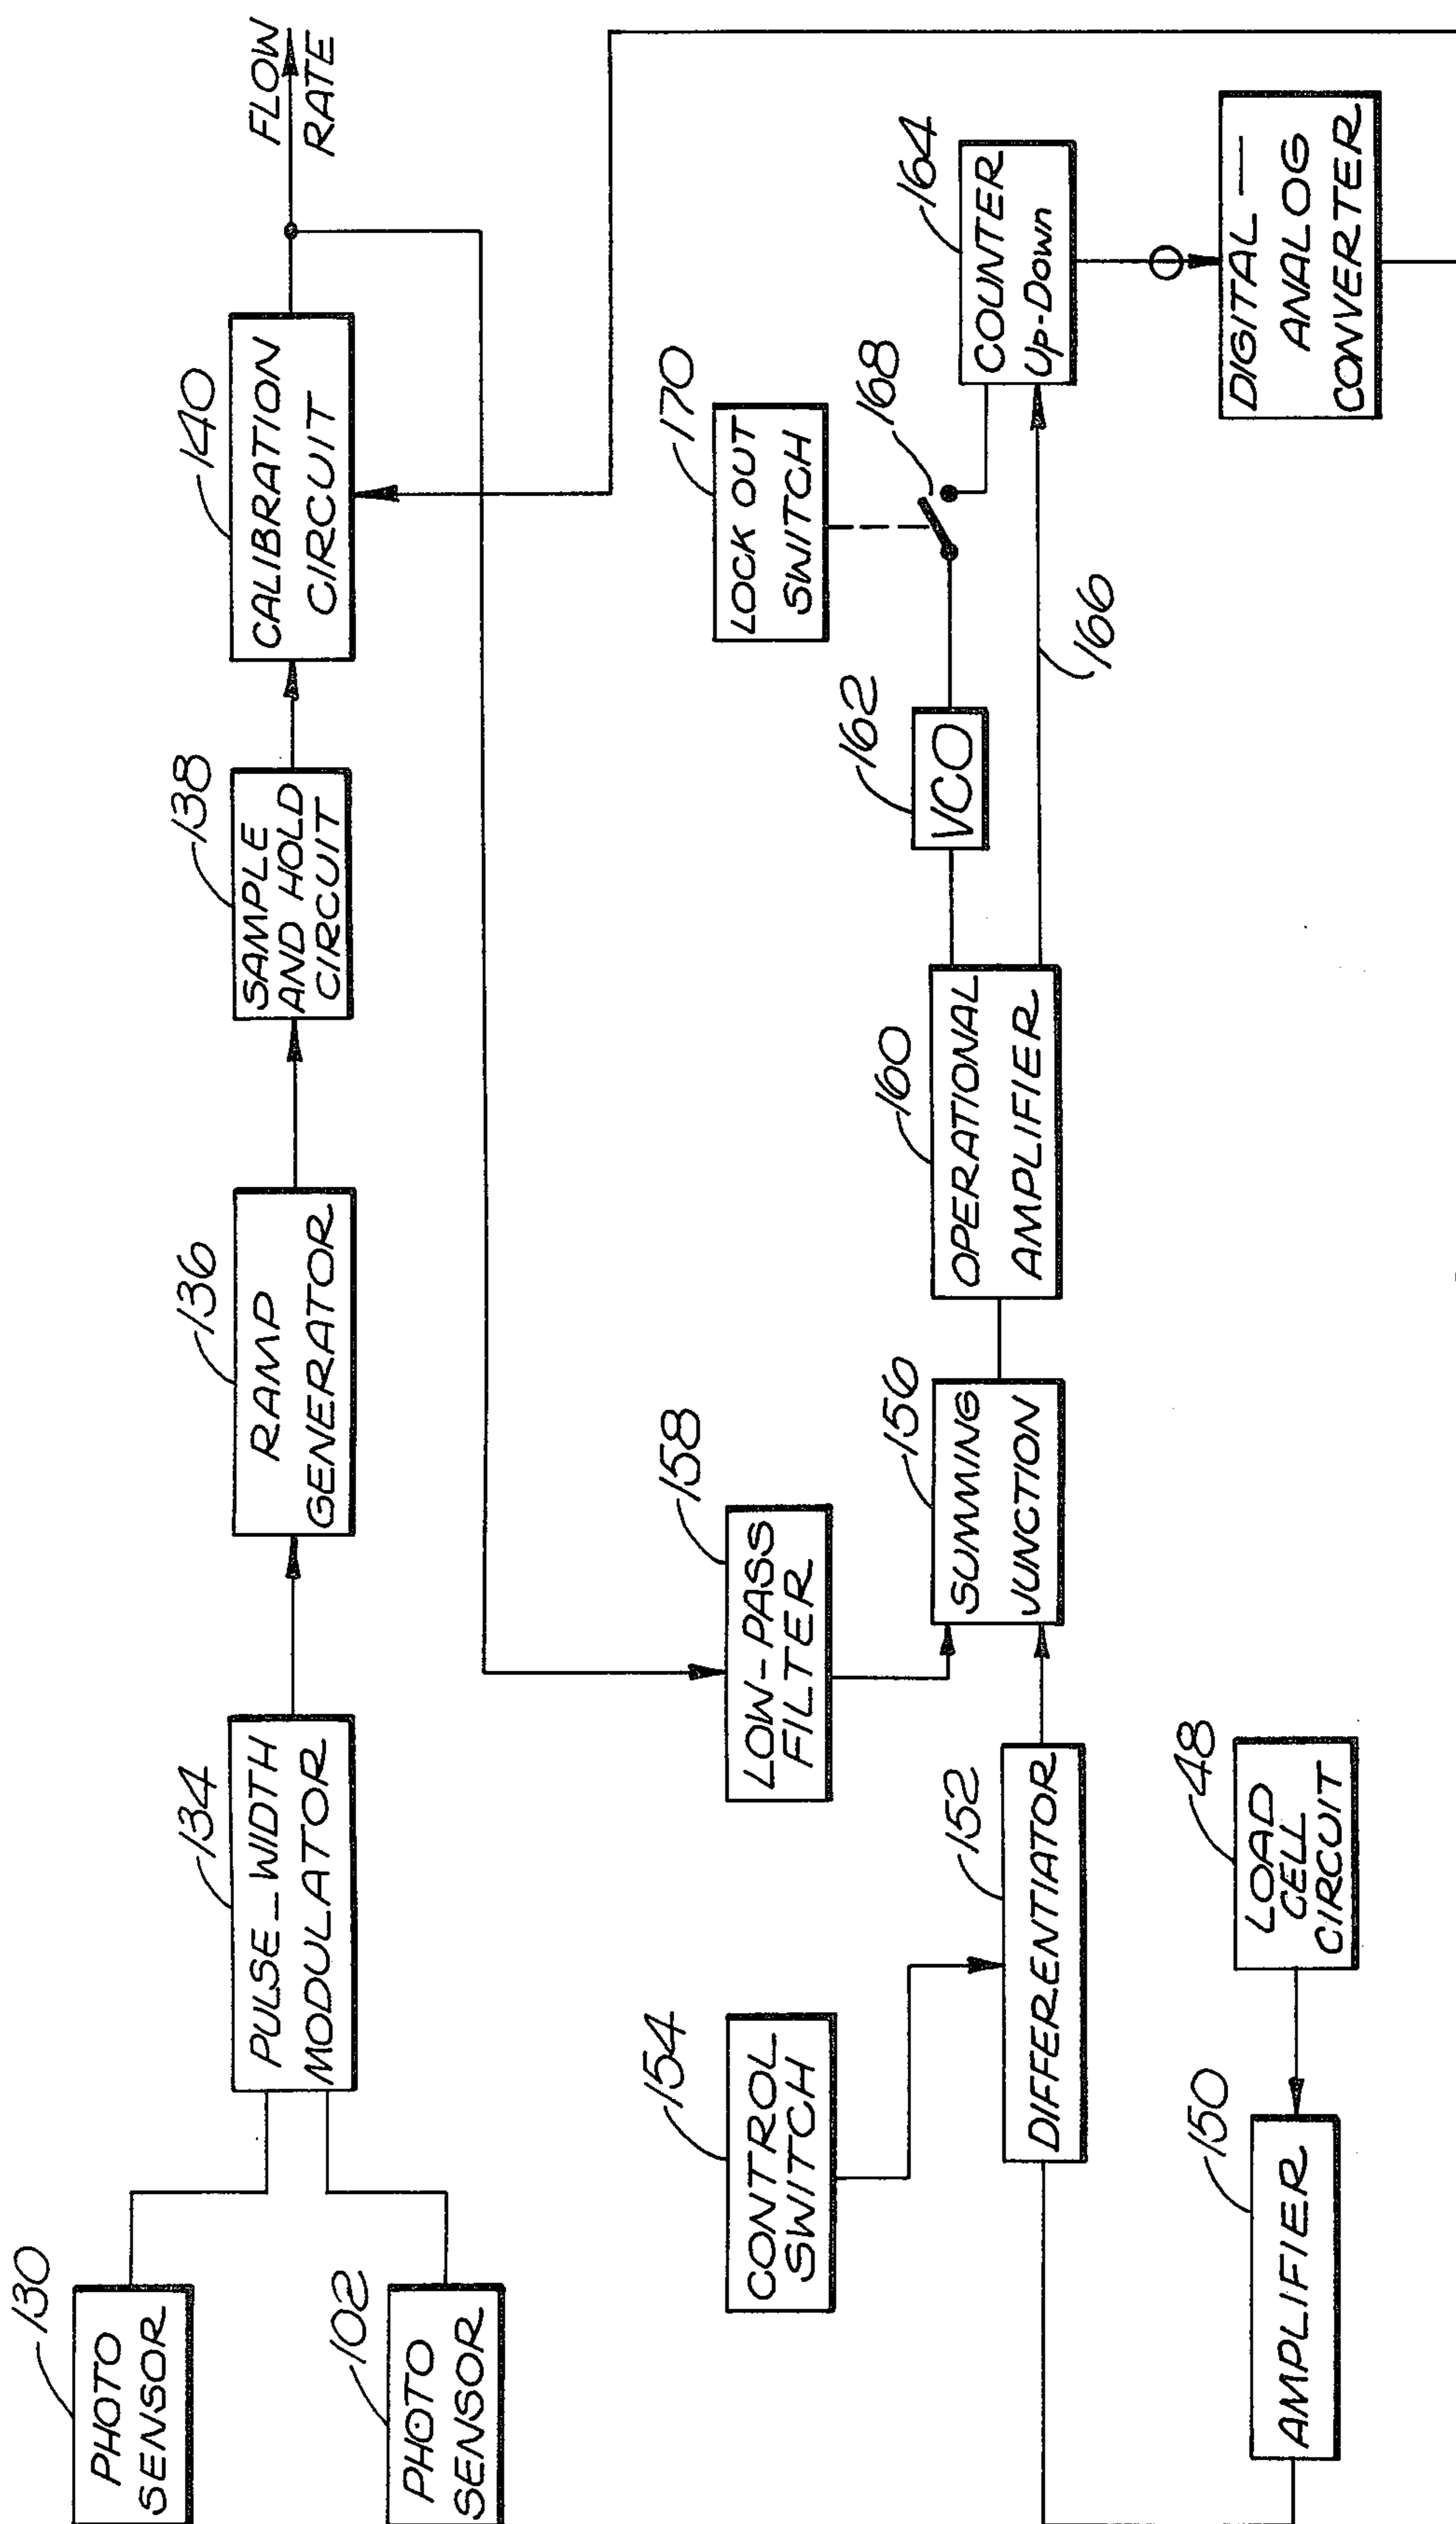 130
PHOTO
SENSOR
102
PHOTO
SENSOR
134
PULSE_WIDTH
MODULATOR
136
RAMP
GENERATOR
138
SAMPLE
AND HOLD
CIRCUIT
140
CALIBRATION
CIRCUIT
FLOW
RATE
154
CONTROL
SWITCH
158
LOW-PASS
FILTER
170
LOCK OUT
SWITCH
168
152
DIFFERENTIATOR
156
SUMMING
JUNCTION
160
OPERATIONAL
AMPLIFIER
162
VCO
166
164
COUNTER
Up-Down
150
AMPLIFIER
48
LOAD
CELL
CIRCUIT
DIGITAL —
ANALOG
CONVERTER